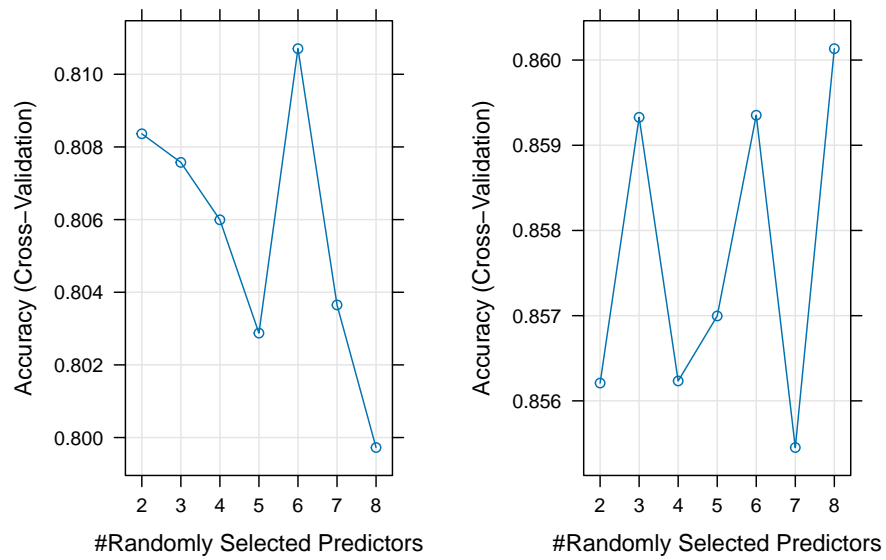 Accuracy (Cross−Validation)
0.810
0.808
0.806
0.804
0.802
0.800
2 3 4 5 6 7 8
#Randomly Selected Predictors
Accuracy (Cross−Validation)
0.860
0.859
0.858
0.857
0.856
2 3 4 5 6 7 8
#Randomly Selected Predictors